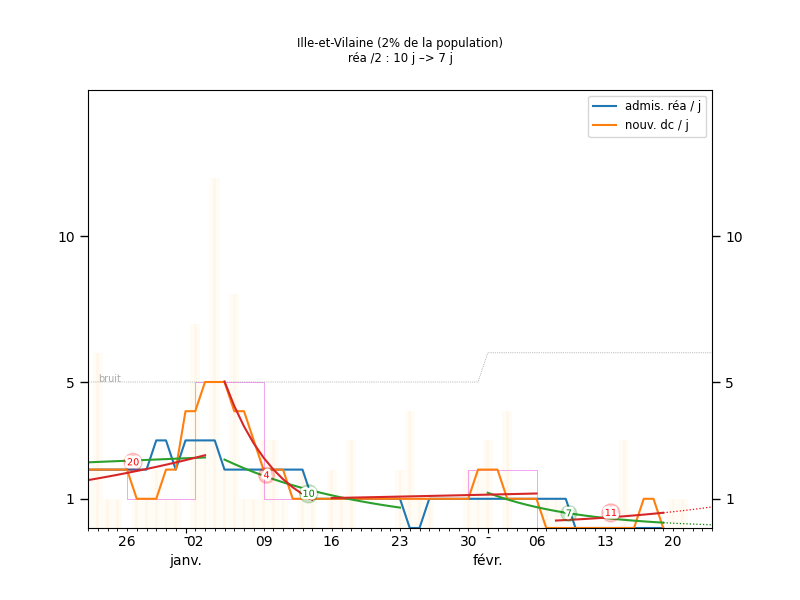 Ille-et-Vilaine (2% de la population)
réa /2 : 10 j –> 7 j
admis. réa / j
nouv. dc / j
10
10
bruit
5
5
20
4
10
7
11
1
1
26
02
09
16
23
30
06
13
20
janv.
févr.